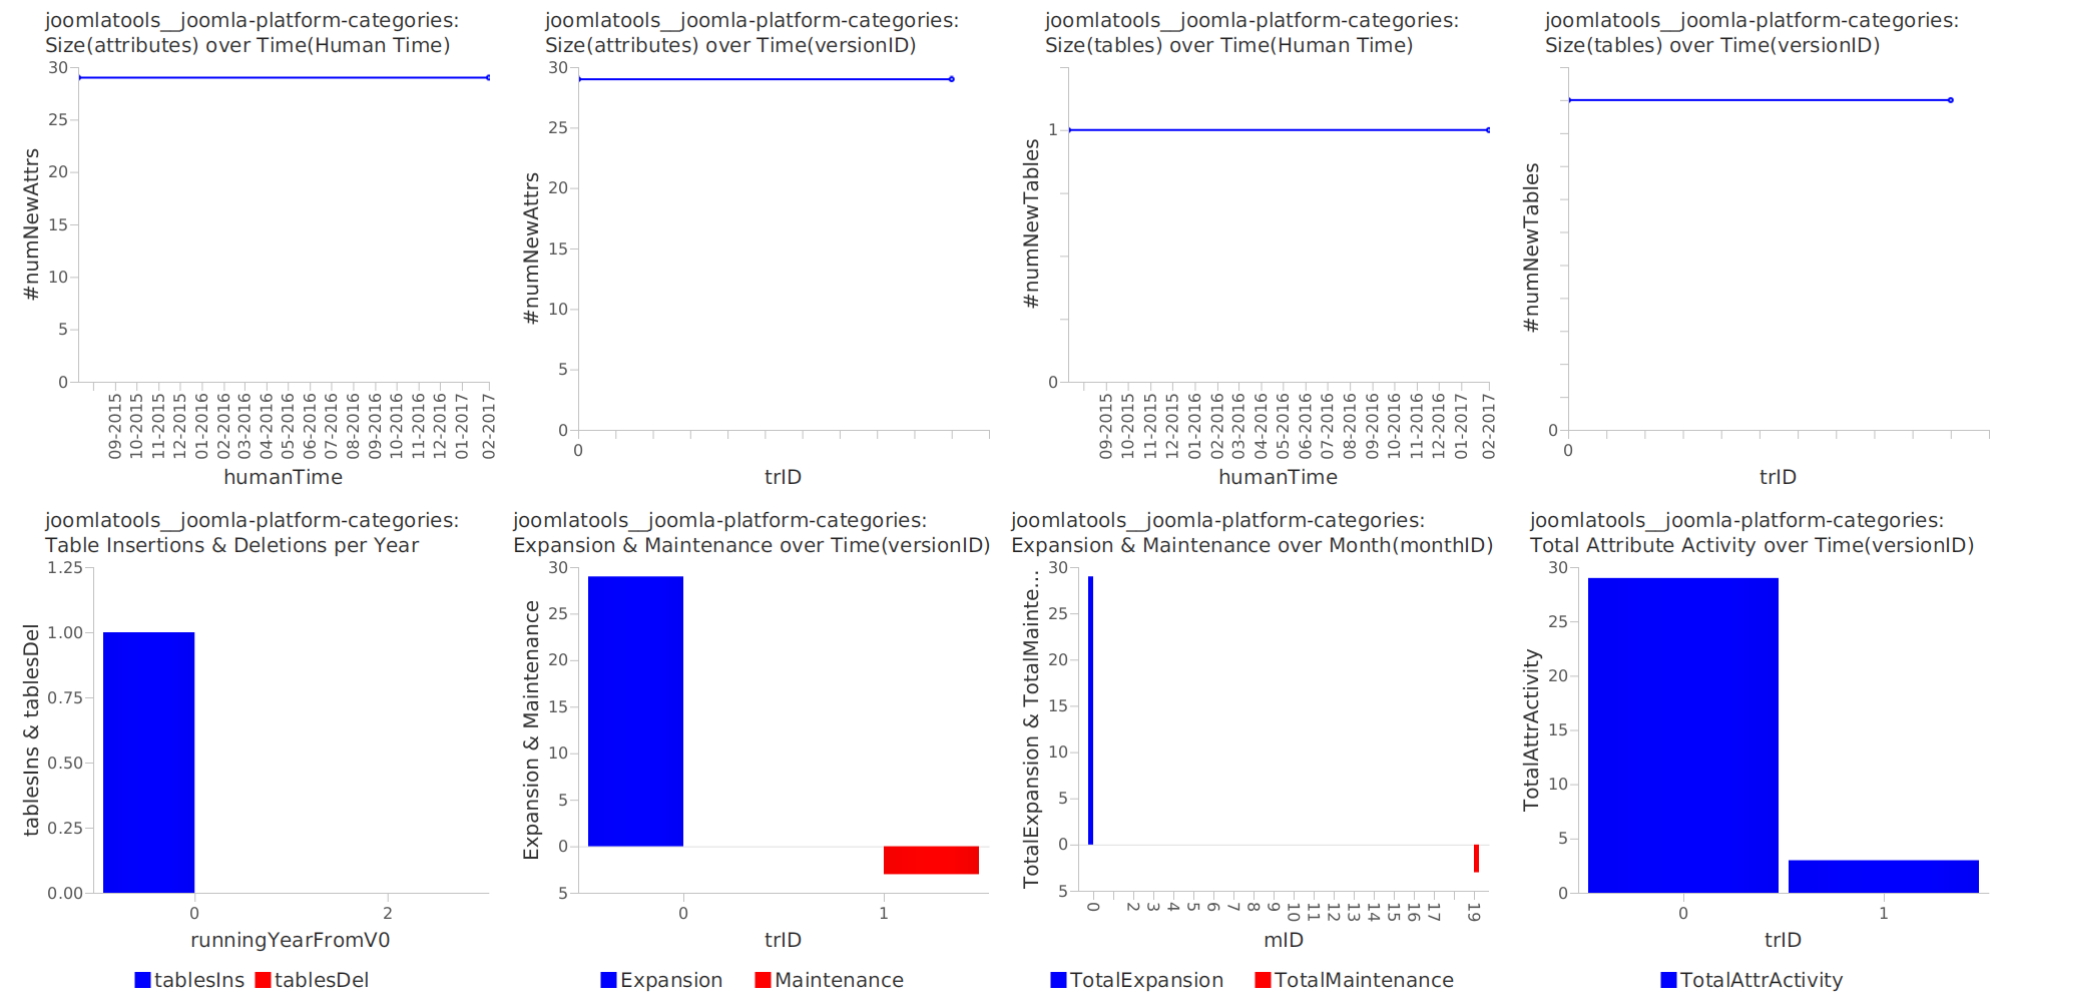 joomlatools__joomla-platform-categories:
Size(attributes) over Time(Human Time)
30
25
20
15
10
5
0
#numNewAttrs
09-2015
10-2015
11-2015
12-2015
01-2016
02-2016
03-2016
04-2016
05-2016
06-2016
07-2016
08-2016
09-2016
10-2016
11-2016
12-2016
01-2017
02-2017
humanTime
joomlatools__joomla-platform-categories:
Size(attributes) over Time(versionID)
30
25
20
15
10
5
0
#numNewAttrs
0
trID
joomlatools__joomla-platform-categories:
Size(tables) over Time(Human Time)
1
0
#numNewTables
09-2015
10-2015
11-2015
12-2015
01-2016
02-2016
03-2016
04-2016
05-2016
06-2016
07-2016
08-2016
09-2016
10-2016
11-2016
12-2016
01-2017
02-2017
humanTime
joomlatools__joomla-platform-categories:
Size(tables) over Time(versionID)
0
#numNewTables
0
trID
joomlatools__joomla-platform-categories:
Table Insertions & Deletions per Year
1.25
1.00
0.75
0.50
0.25
0.00
tablesIns & tablesDel
0
2
runningYearFromV0
tablesIns
tablesDel
joomlatools__joomla-platform-categories:
Expansion & Maintenance over Time(versionID)
30
25
20
15
10
5
0
5
Expansion & Maintenance
0
1
trID
Expansion
Maintenance
joomlatools__joomla-platform-categories:
Expansion & Maintenance over Month(monthID)
30
25
20
15
10
5
0
5
TotalExpansion & TotalMainte...
0
2
3
4
5
6
7
8
9
10
11
12
13
14
15
16
17
19
mID
TotalExpansion
TotalMaintenance
joomlatools__joomla-platform-categories:
Total Attribute Activity over Time(versionID)
30
25
20
15
10
5
0
TotalAttrActivity
0
1
trID
TotalAttrActivity